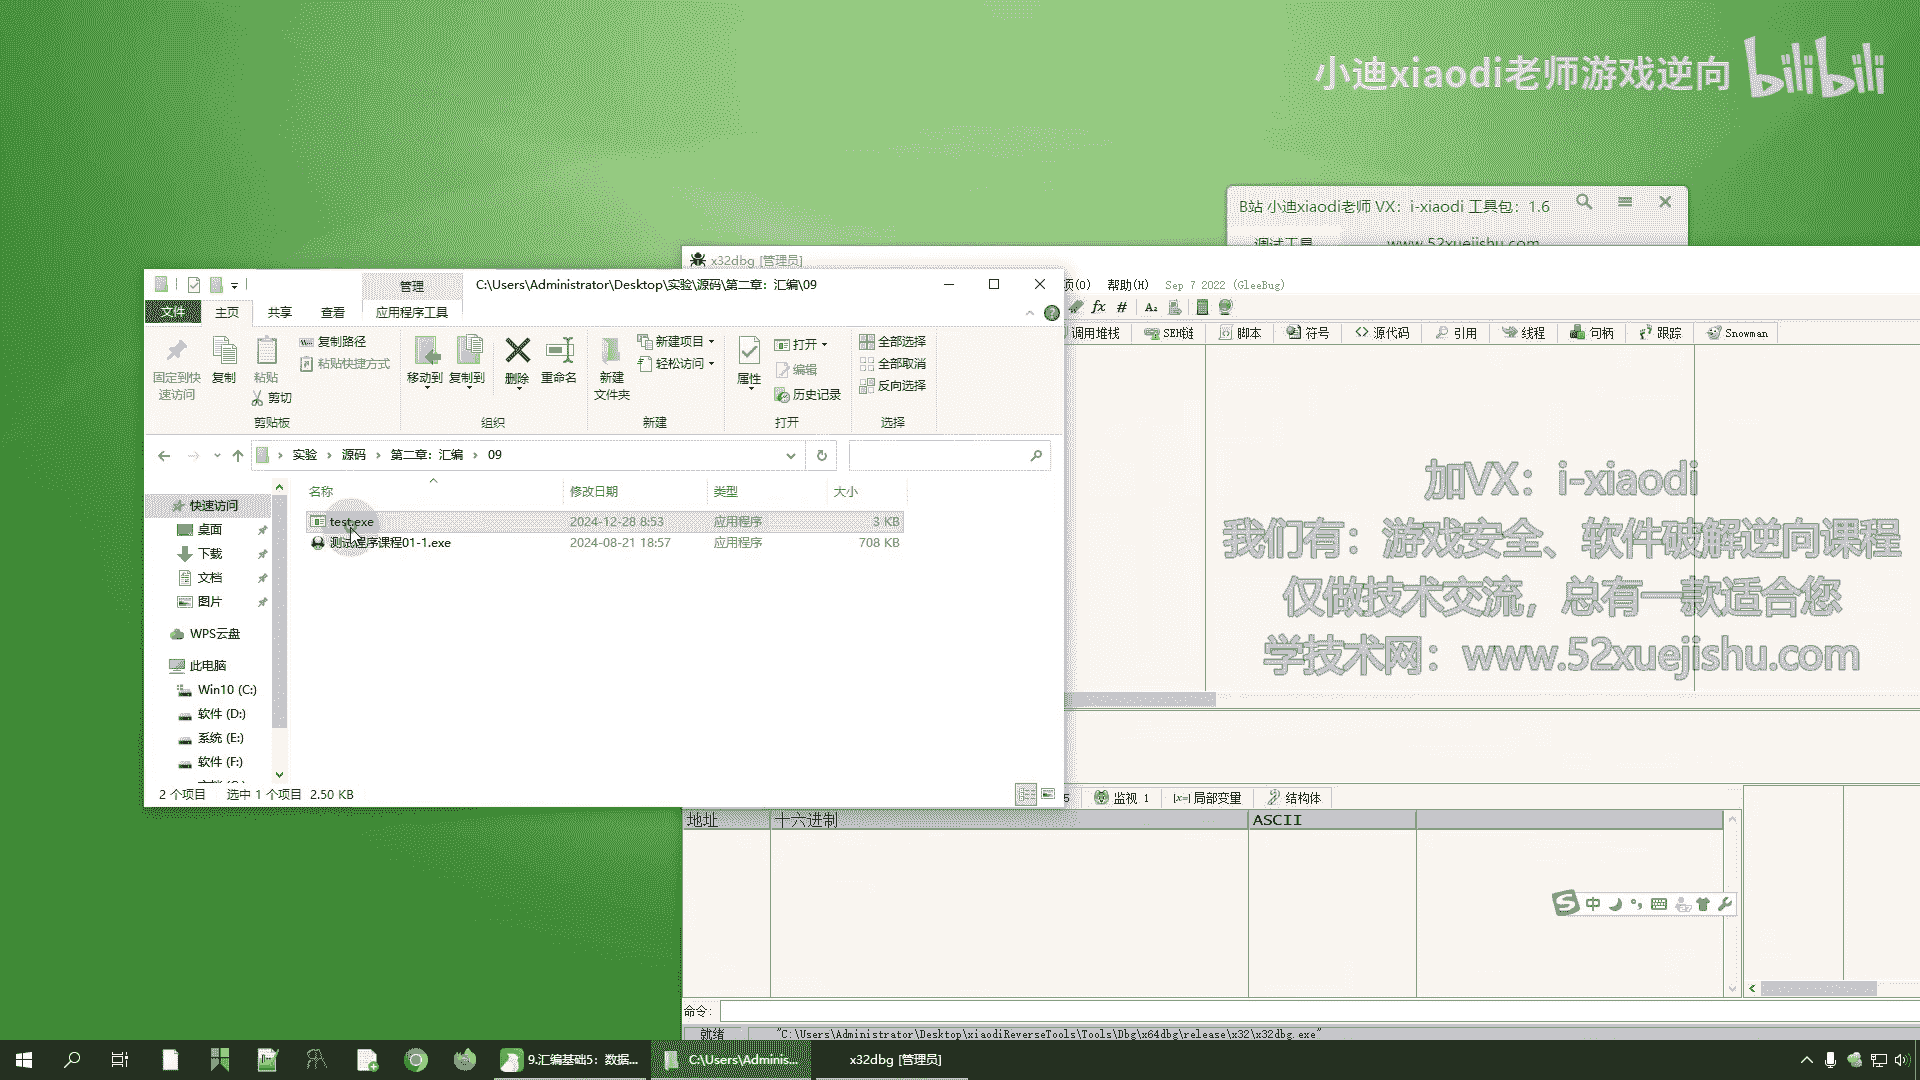 小迪xiaodi老师游戏逆向 bilibili
B站 小迪xiaodi老师 VX：i-xiaodi 工具包：1.6
调试工具 www.52xuejishu.com
x32dbg [管理员]
管理 C:\Users\Administrator\Desktop\实验\源码\第二章：汇编\09
帮助(H) Sep 7 2022 (GleeBug)
文件 主页 共享 查看 应用程序工具
调用堆栈 SEH链 脚本 符号 源代码 引用 线程 句柄 跟踪 Snowman
固定到快速访问
复制
粘贴
复制路径
粘贴快捷方式
剪切
剪贴板
移动到
复制到
删除
重命名
组织
新建文件夹
新建项目
轻松访问
新建
属性
打开
编辑
历史记录
打开
全部选择
全部取消
反向选择
选择
实验 源码 第二章：汇编 09
名称 修改日期 类型 大小
test.exe 2024-12-28 8:53 应用程序 3 KB
测试程序课程01-1.exe 2024-08-21 18:57 应用程序 708 KB
快速访问
桌面
下载
文档
图片
WPS云盘
此电脑
Win10 (C:)
软件 (D:)
系统 (E:)
软件 (F:)
2 个项目 选中 1 个项目 2.50 KB
加VX：i-xiaodi
我们有：游戏安全、软件破解逆向课程
仅做技术交流，总有一款适合您
学技术网：www.52xuejishu.com
5 监视 1 [x=] 局部变量 结构体
地址 十六进制 ASCII
中
命令：
就绪 "C:\Users\Administrator\Desktop\xiaodiReverseTools\Tools\Dbg\x64dbg\release\x32\x32dbg.exe"
9.汇编基础5：数据... C:\Users\Adminis... x32dbg [管理员]